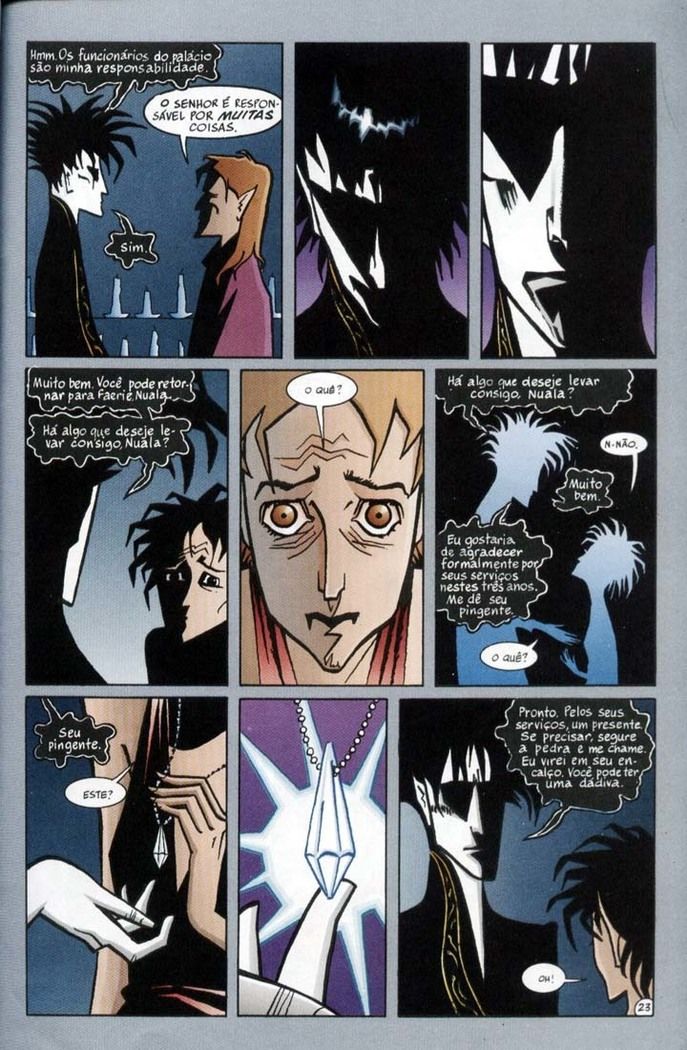 Hmm. Os funcionários do palácio
são minha responsabilidade.
O SENHOR É RESPON-
SÁVEL POR MUITAS
COISAS.
Sim.
Muito bem. Você pode retor-
nar para Faerie, Nuala.
Há algo que deseje le-
var consigo, Nuala?
O QUÊ?
Há algo que deseje levar
consigo, Nuala?
N-NÃO.
Muito
bem.
Eu gostaria
de agradecer
formalmente por
seus serviços
nestes três anos.
Me dê seu
pingente.
O QUÊ?
Seu
pingente.
ESTE?
Pronto. Pelos seus
serviços, um presente.
Se precisar, segure
a pedra e me chame.
Eu virei em seu en-
calço. Você pode ter
uma dádiva.
OH!
23